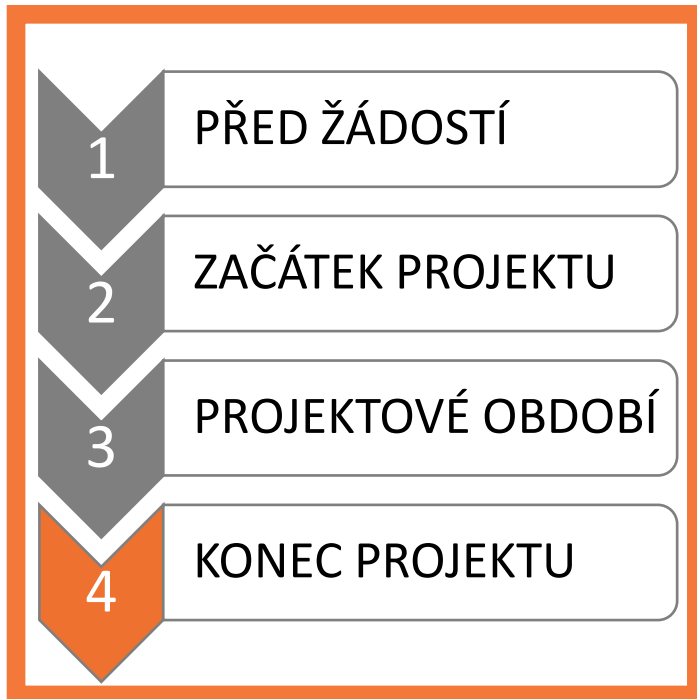 1
PŘED ŽÁDOSTÍ
2
ZAČÁTEK PROJEKTU
3
PROJEKTOVÉ OBDOBÍ
4
KONEC PROJEKTU